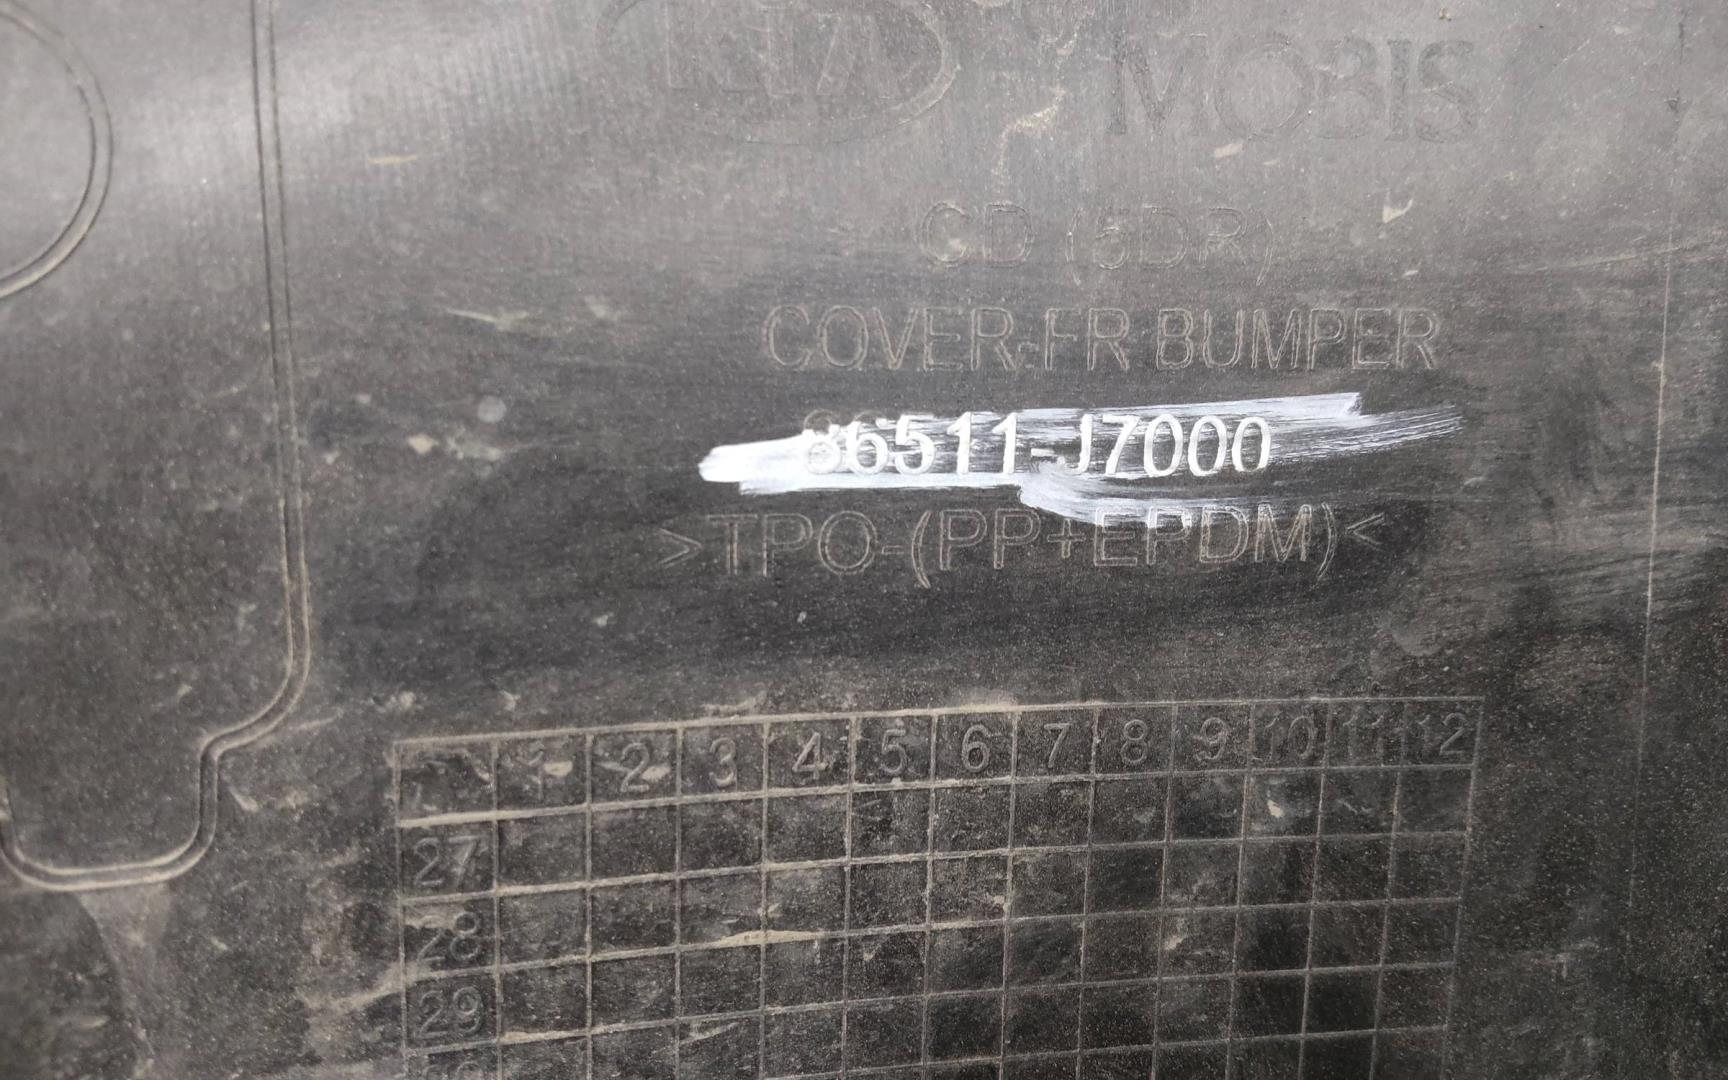 KIA MOBIS
CD (5DR)
COVER-FR BUMPER
86511-J7000
>TPO-(PP+EPDM)<
1 2 3 4 5 6 7 8 9 10 11 12
27
28
29